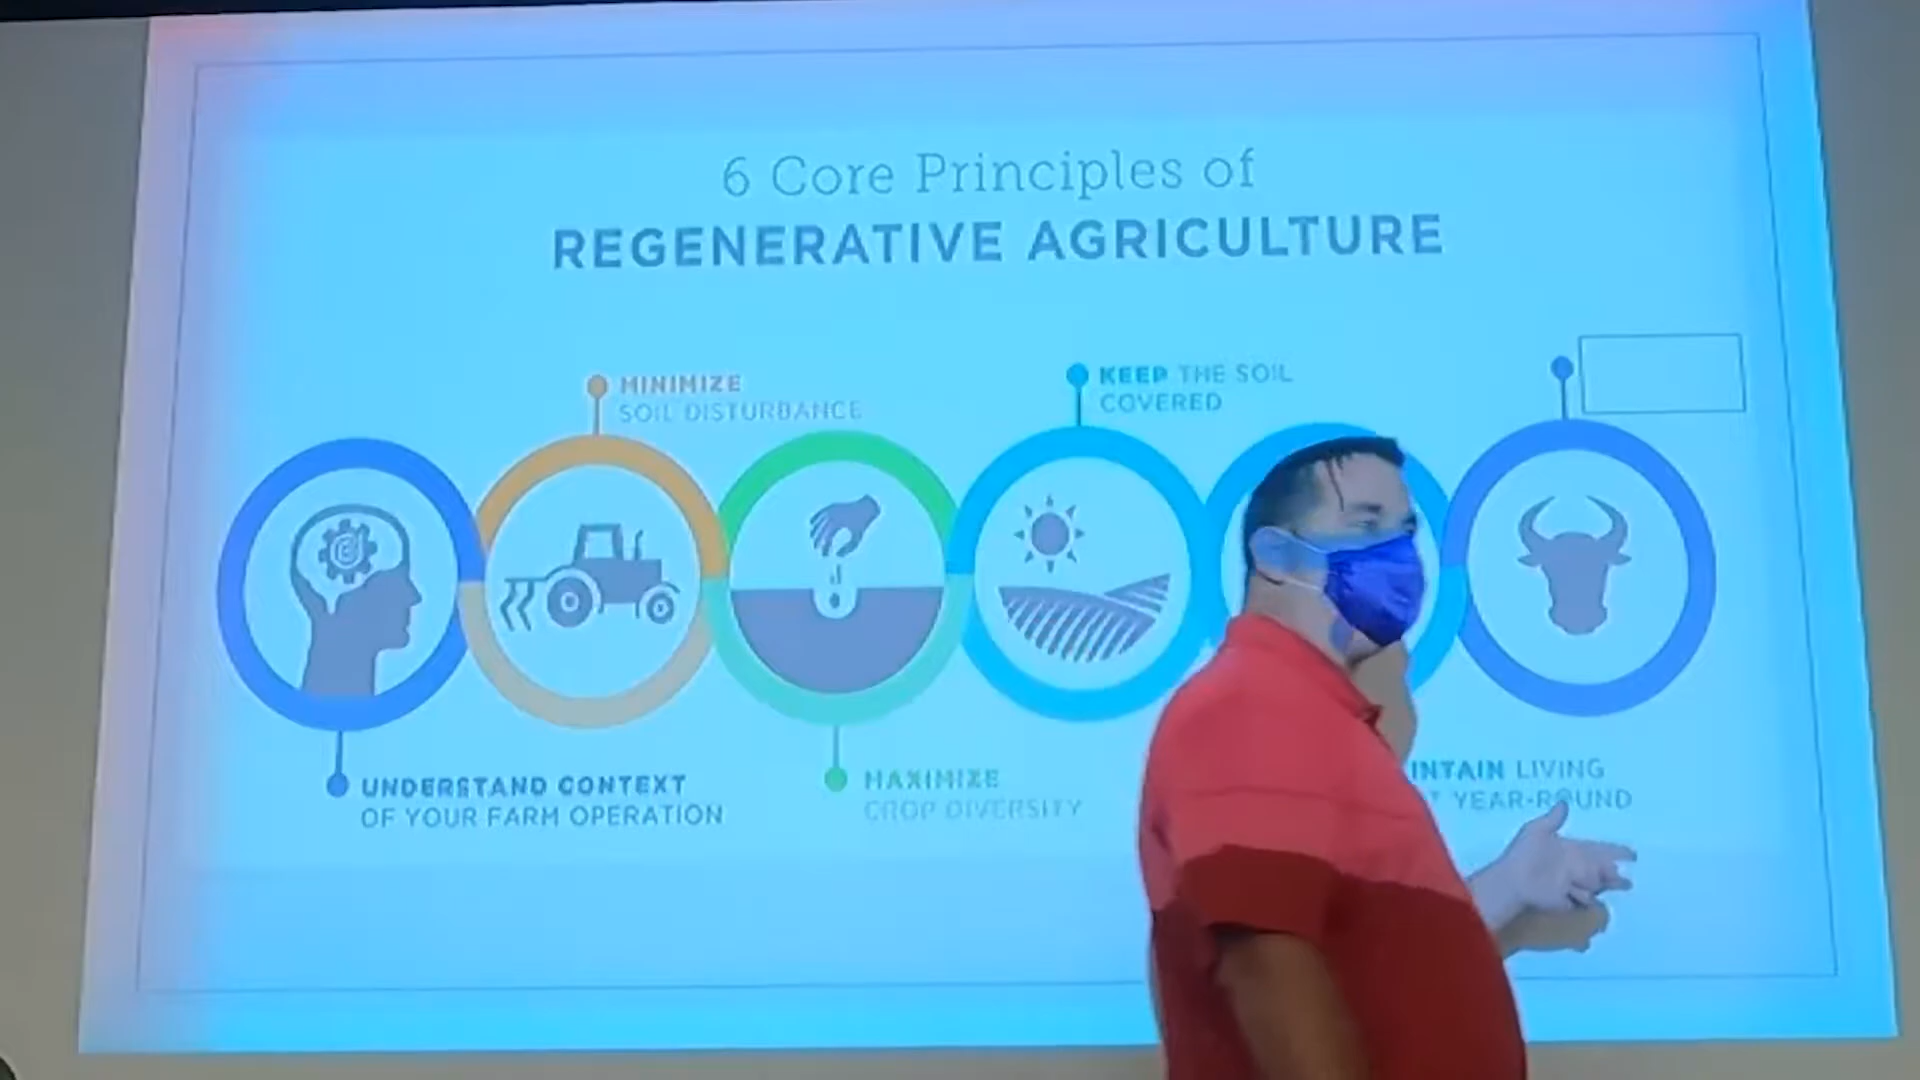 6 Core Principles of
REGENERATIVE AGRICULTURE
MINIMIZE
SOIL DISTURBANCE
KEEP THE SOIL
COVERED
UNDERSTAND CONTEXT
OF YOUR FARM OPERATION
MAXIMIZE
CROP DIVERSITY
INTAIN LIVING
T YEAR-ROUND